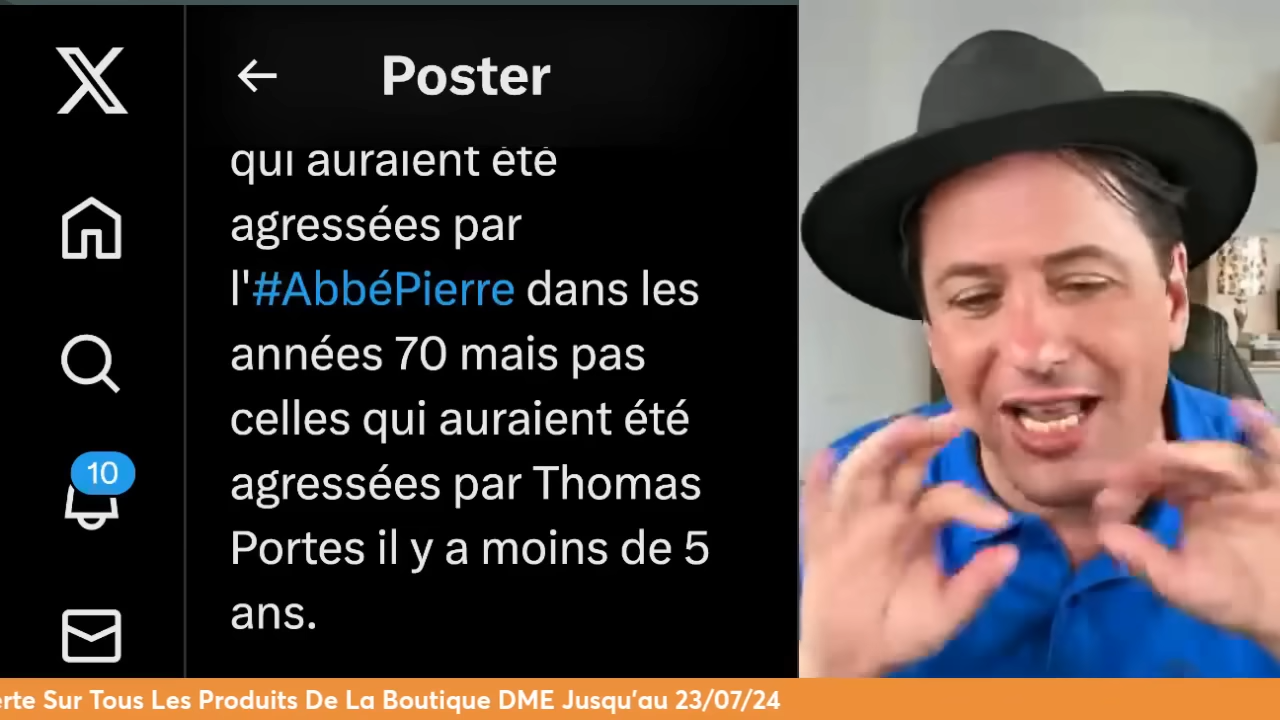 Poster
qui auraient été
agressées par
l'#AbbéPierre dans les
années 70 mais pas
celles qui auraient été
agressées par Thomas
Portes il y a moins de 5
ans.
10
erte Sur Tous Les Produits De La Boutique DME Jusqu'au 23/07/24